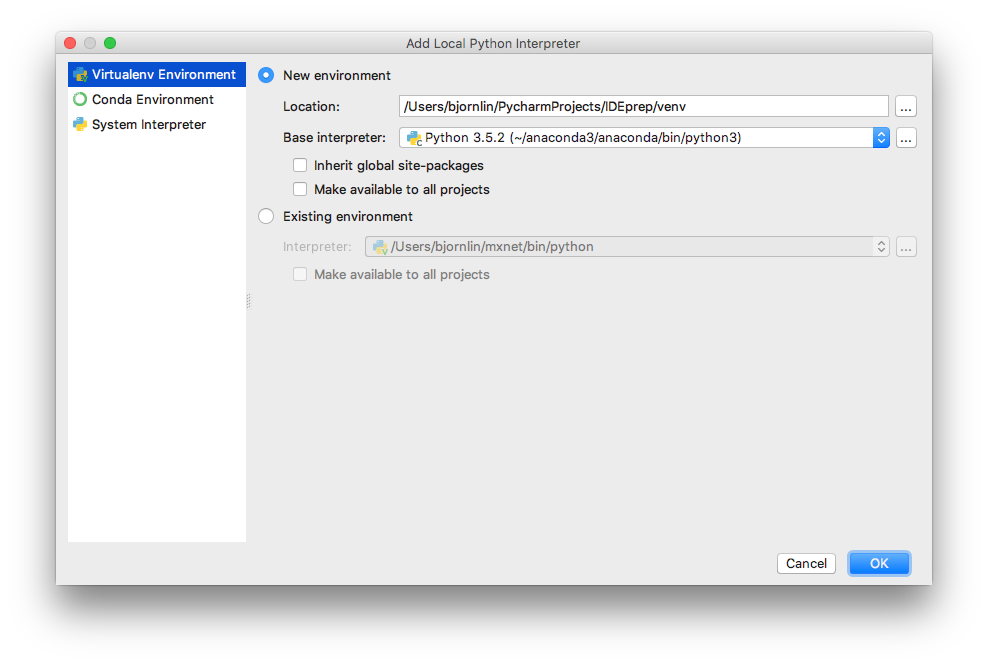 Add Local Python Interpreter
Virtualenv Environment
Conda Environment
System Interpreter
New environment
Location: /Users/bjornlin/PycharmProjects/IDEprep/venv ...
Base interpreter: Python 3.5.2 (~/anaconda3/anaconda/bin/python3) ...
Inherit global site-packages
Make available to all projects
Existing environment
Interpreter: /Users/bjornlin/mxnet/bin/python ...
Make available to all projects
Cancel OK